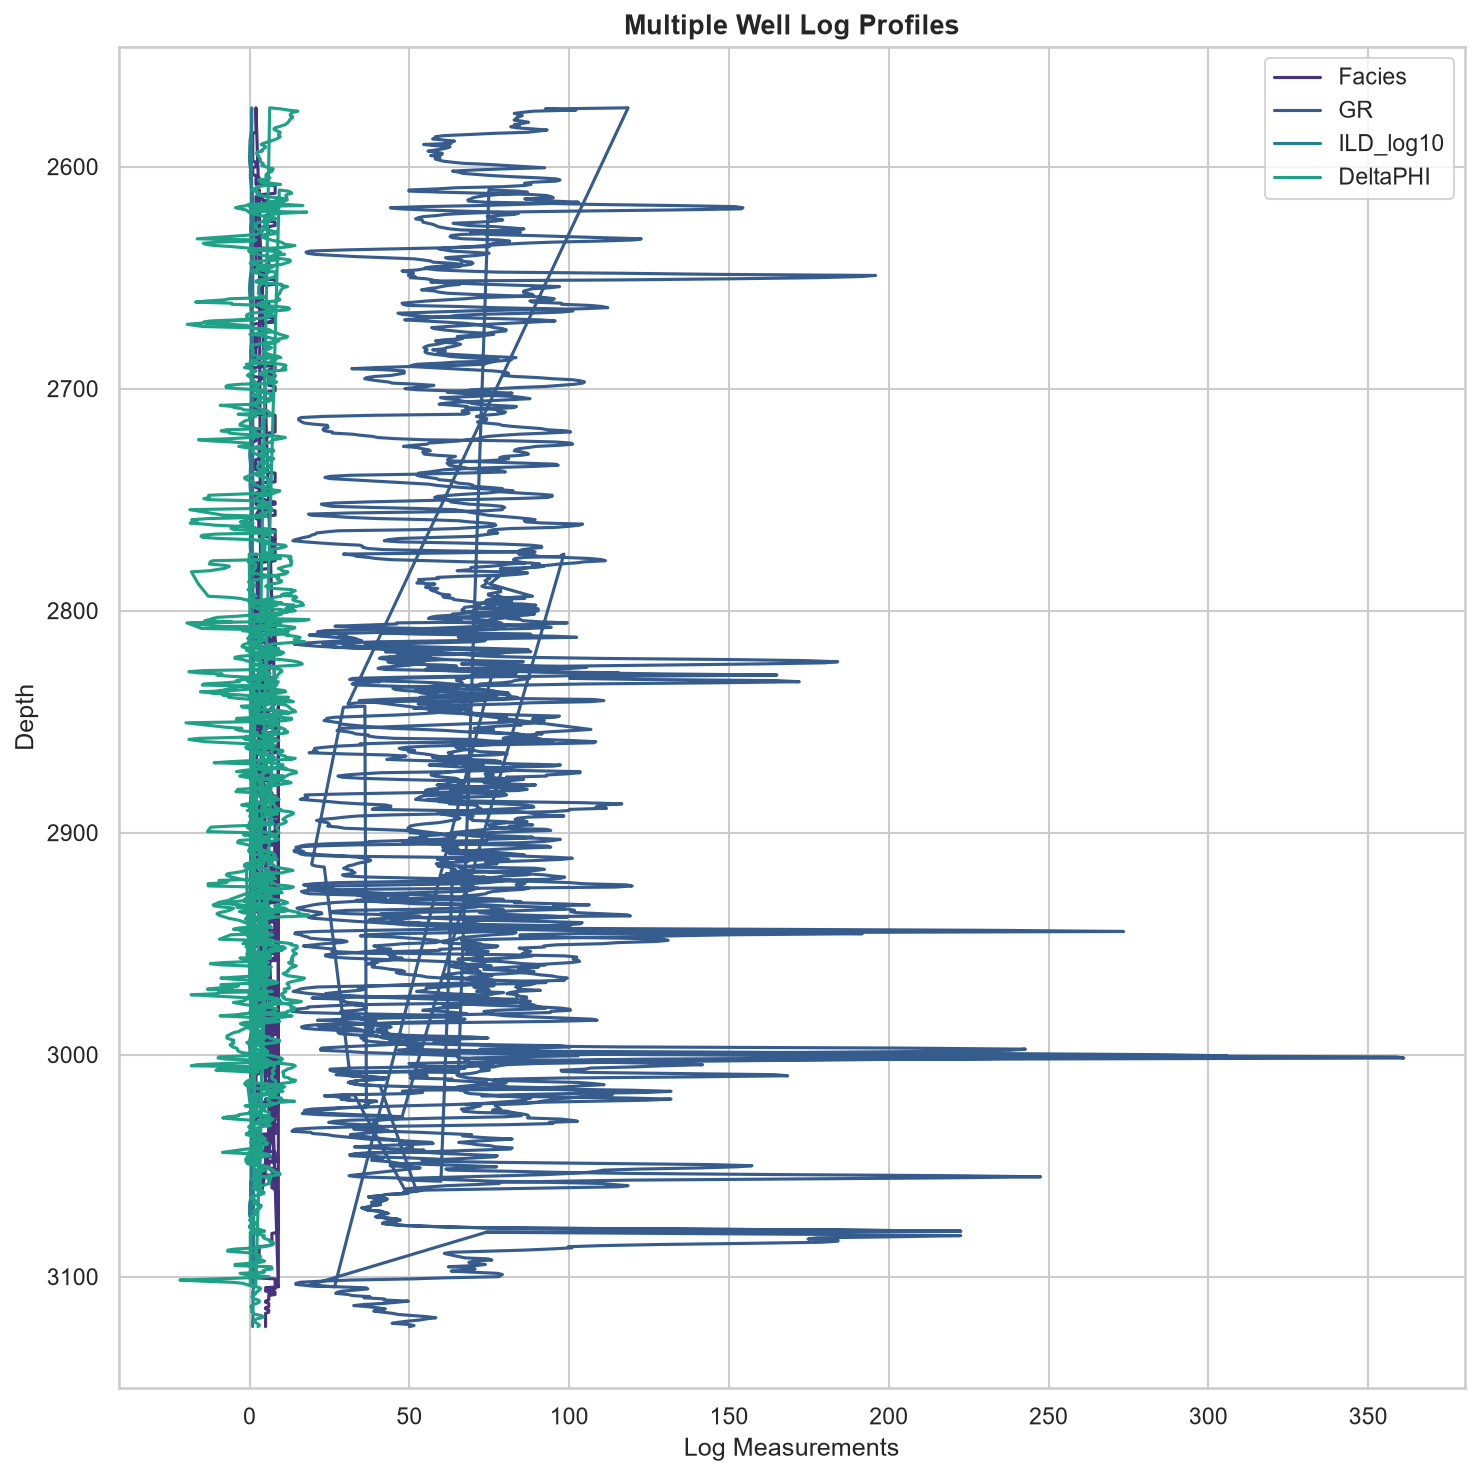 Multiple Well Log Profiles
Facies
GR
ILD_log10
DeltaPHI
2600
2700
2800
2900
3000
3100
Depth
0 50 100 150 200 250 300 350
Log Measurements